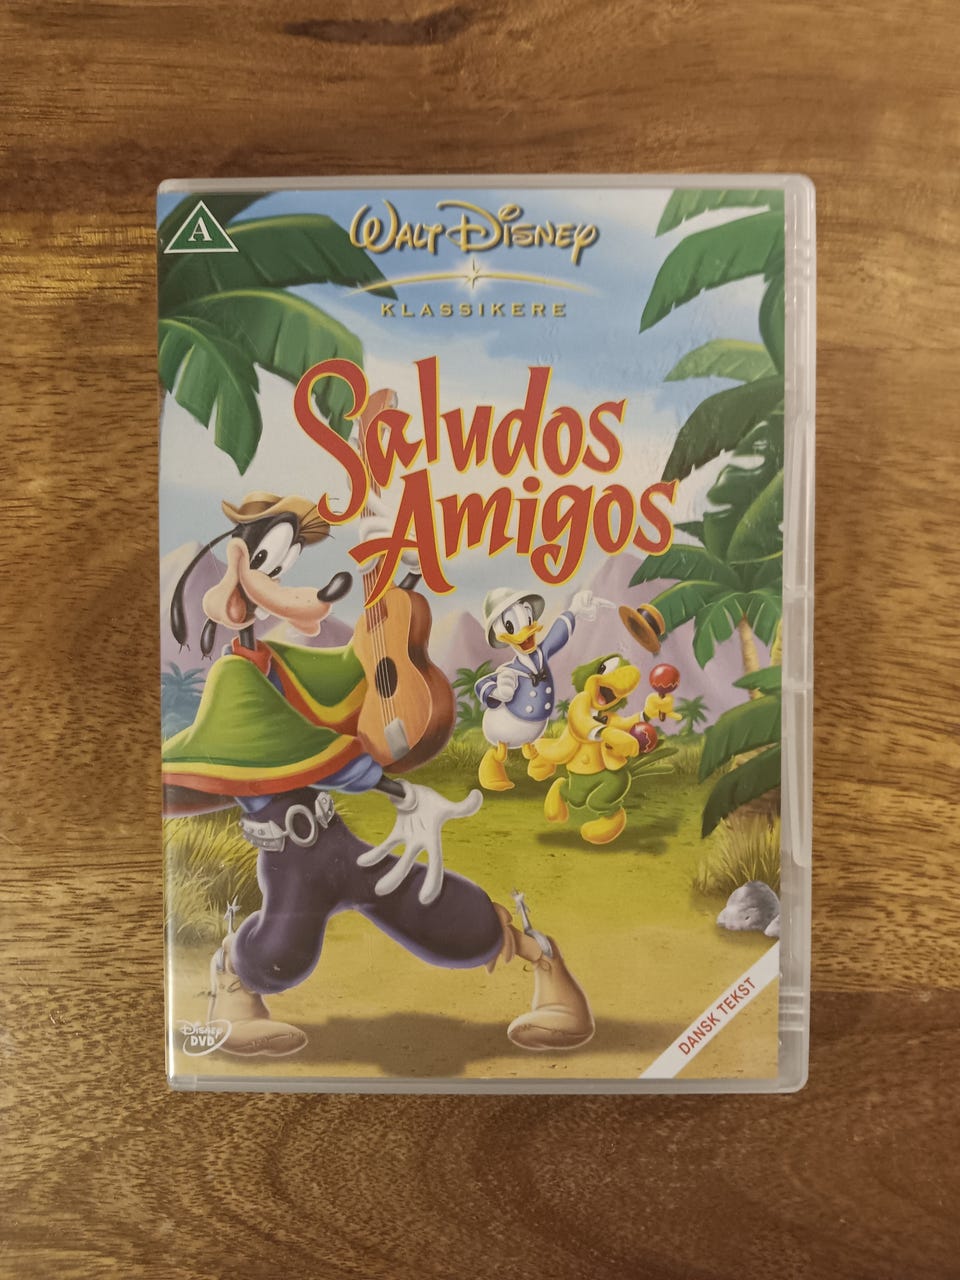 A
WALT DISNEY
KLASSIKERE
Saludos
Amigos
DISNEY
DVD
DANSK TEKST